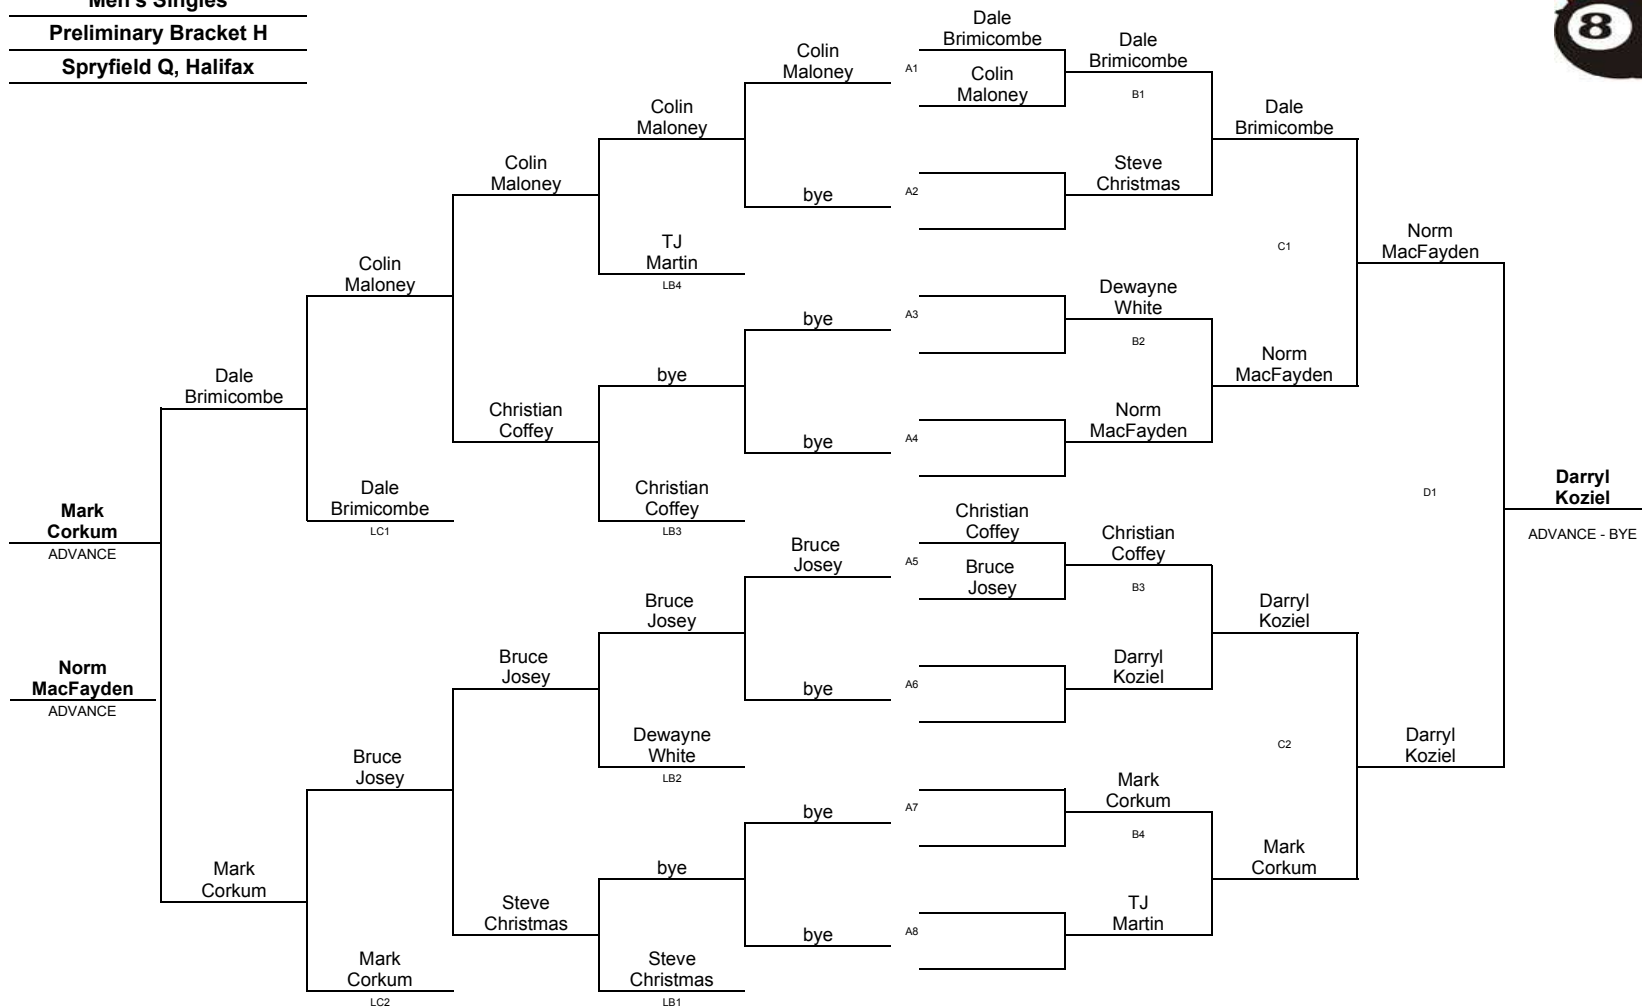 Men's Singles
Preliminary Bracket H
Spryfield Q, Halifax
8
Dale
Brimicombe
Colin
Maloney
A1
Colin
Maloney
Dale
Brimicombe
B1
Dale
Brimicombe
Colin
Maloney
Colin
Maloney
bye
A2
Steve
Christmas
TJ
Martin
LB4
C1
Norm
MacFayden
Colin
Maloney
bye
A3
Dewayne
White
B2
Norm
MacFayden
Dale
Brimicombe
bye
Christian
Coffey
bye
A4
Norm
MacFayden
Dale
Brimicombe
LC1
Christian
Coffey
LB3
D1
Darryl
Koziel
ADVANCE - BYE
Mark
Corkum
ADVANCE
Christian
Coffey
Bruce
Josey
A5
Bruce
Josey
Christian
Coffey
B3
Bruce
Josey
Darryl
Koziel
Norm
MacFayden
ADVANCE
Bruce
Josey
bye
A6
Darryl
Koziel
Dewayne
White
LB2
Bruce
Josey
C2
Darryl
Koziel
bye
A7
Mark
Corkum
B4
Mark
Corkum
bye
Mark
Corkum
Steve
Christmas
bye
A8
TJ
Martin
Mark
Corkum
LC2
Steve
Christmas
LB1